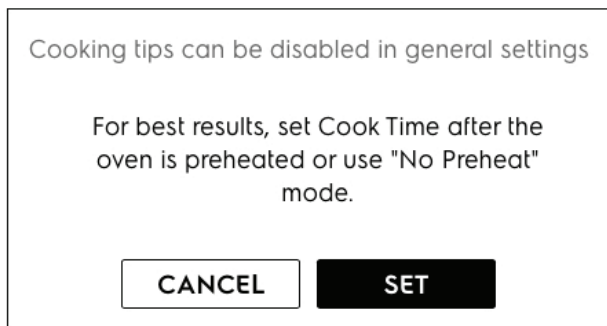 Cooking tips can be disabled in general settings
For best results, set Cook Time after the
oven is preheated or use "No Preheat"
mode.
CANCEL
SET